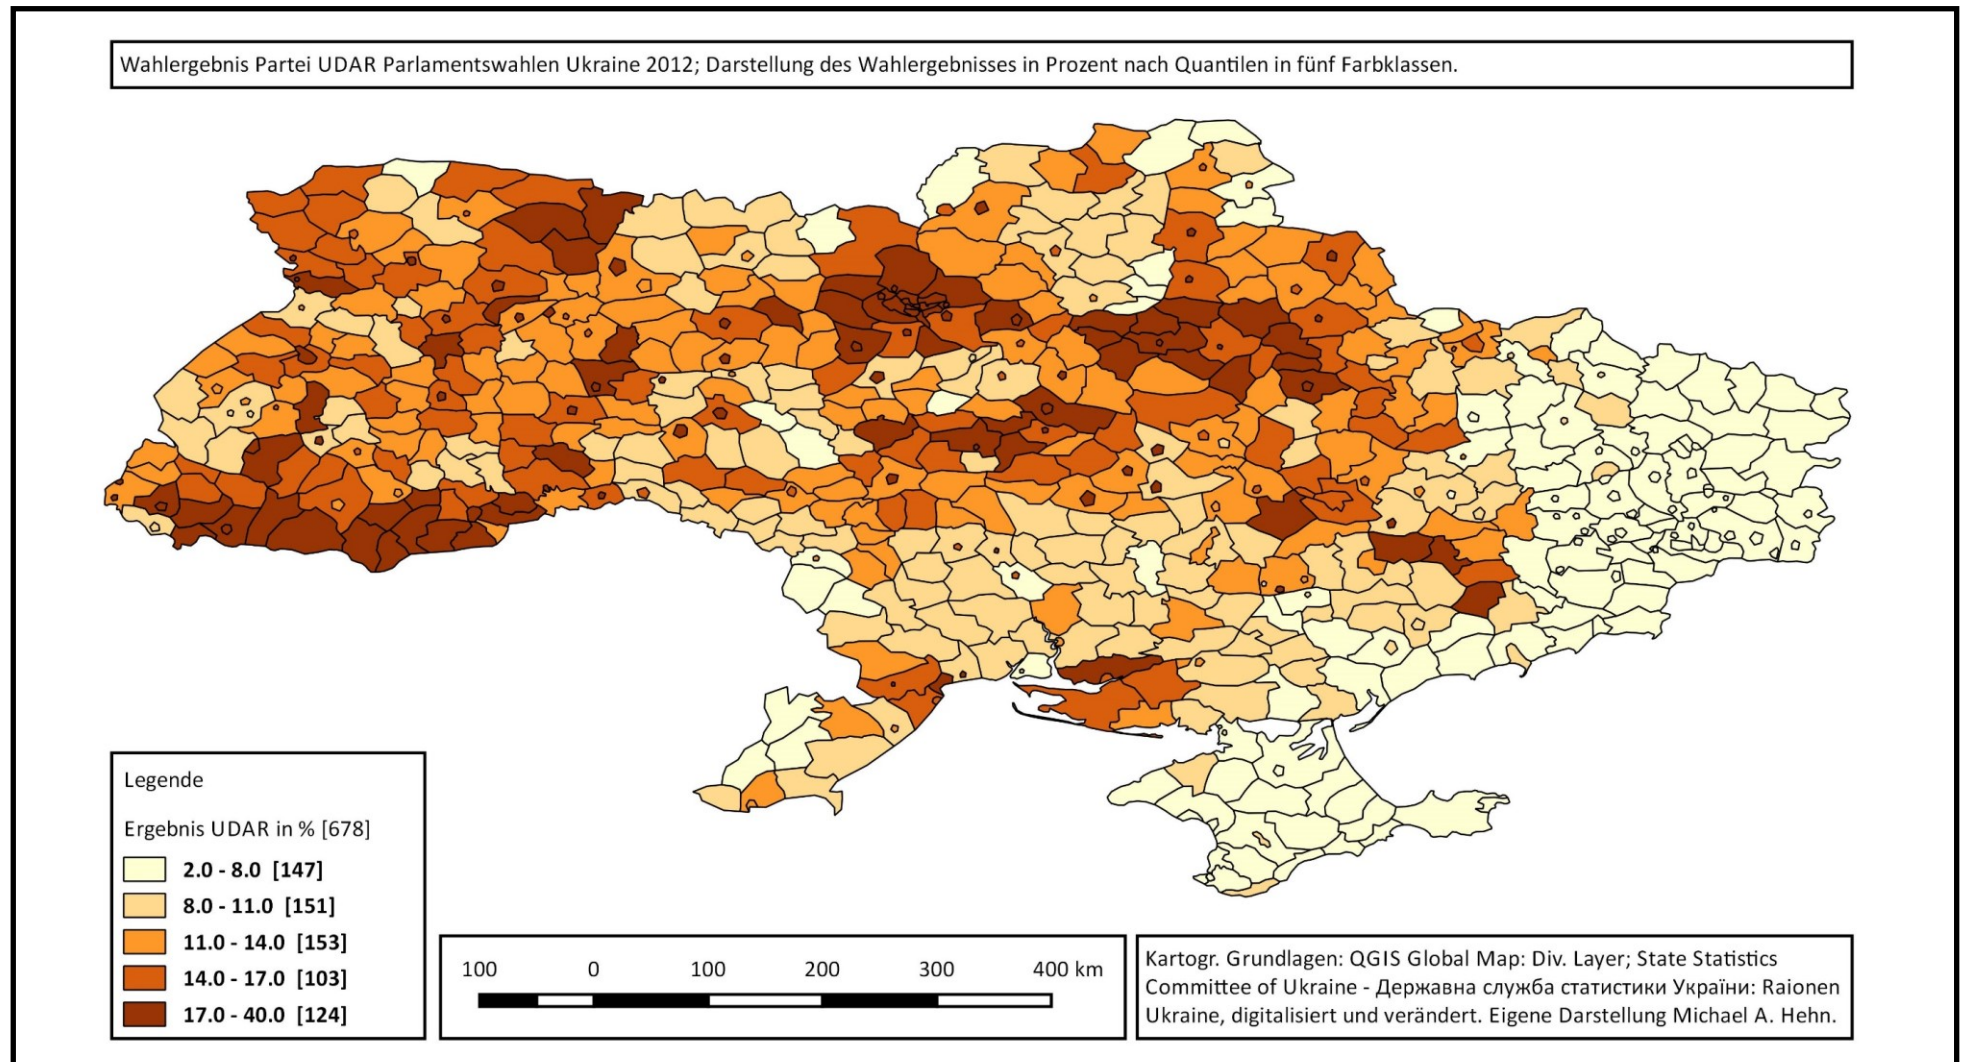 Wahlergebnis Partei UDAR Parlamentswahlen Ukraine 2012; Darstellung des Wahlergebnisses in Prozent nach Quantilen in fünf Farbklassen.
Legende
Ergebnis UDAR in % [678]
2.0 - 8.0 [147]
8.0 - 11.0 [151]
11.0 - 14.0 [153]
14.0 - 17.0 [103]
17.0 - 40.0 [124]
100 0 100 200 300 400 km
Kartogr. Grundlagen: QGIS Global Map: Div. Layer; State Statistics
Committee of Ukraine - Державна служба статистики України: Raionen
Ukraine, digitalisiert und verändert. Eigene Darstellung Michael A. Hehn.